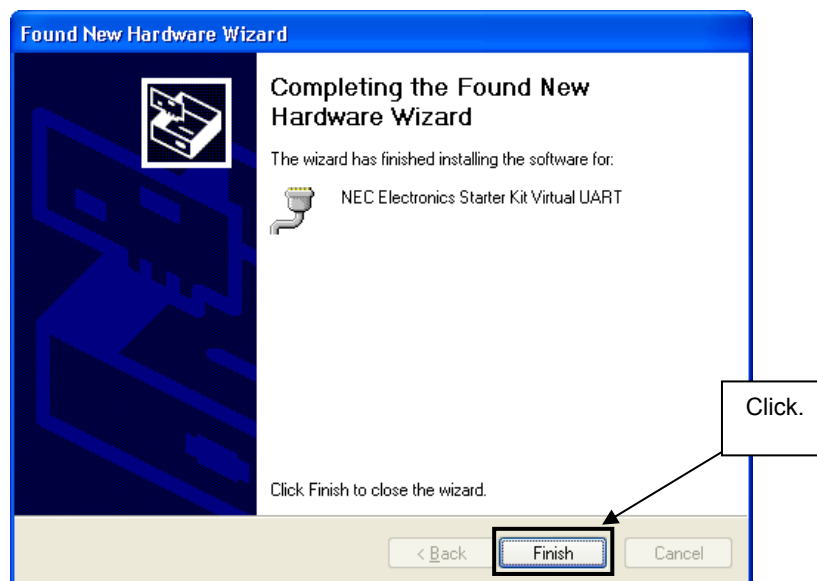 Found New Hardware Wizard
Completing the Found New
Hardware Wizard
The wizard has finished installing the software for:
NEC Electronics Starter Kit Virtual UART
Click.
Click Finish to close the wizard.
< Back
Finish
Cancel